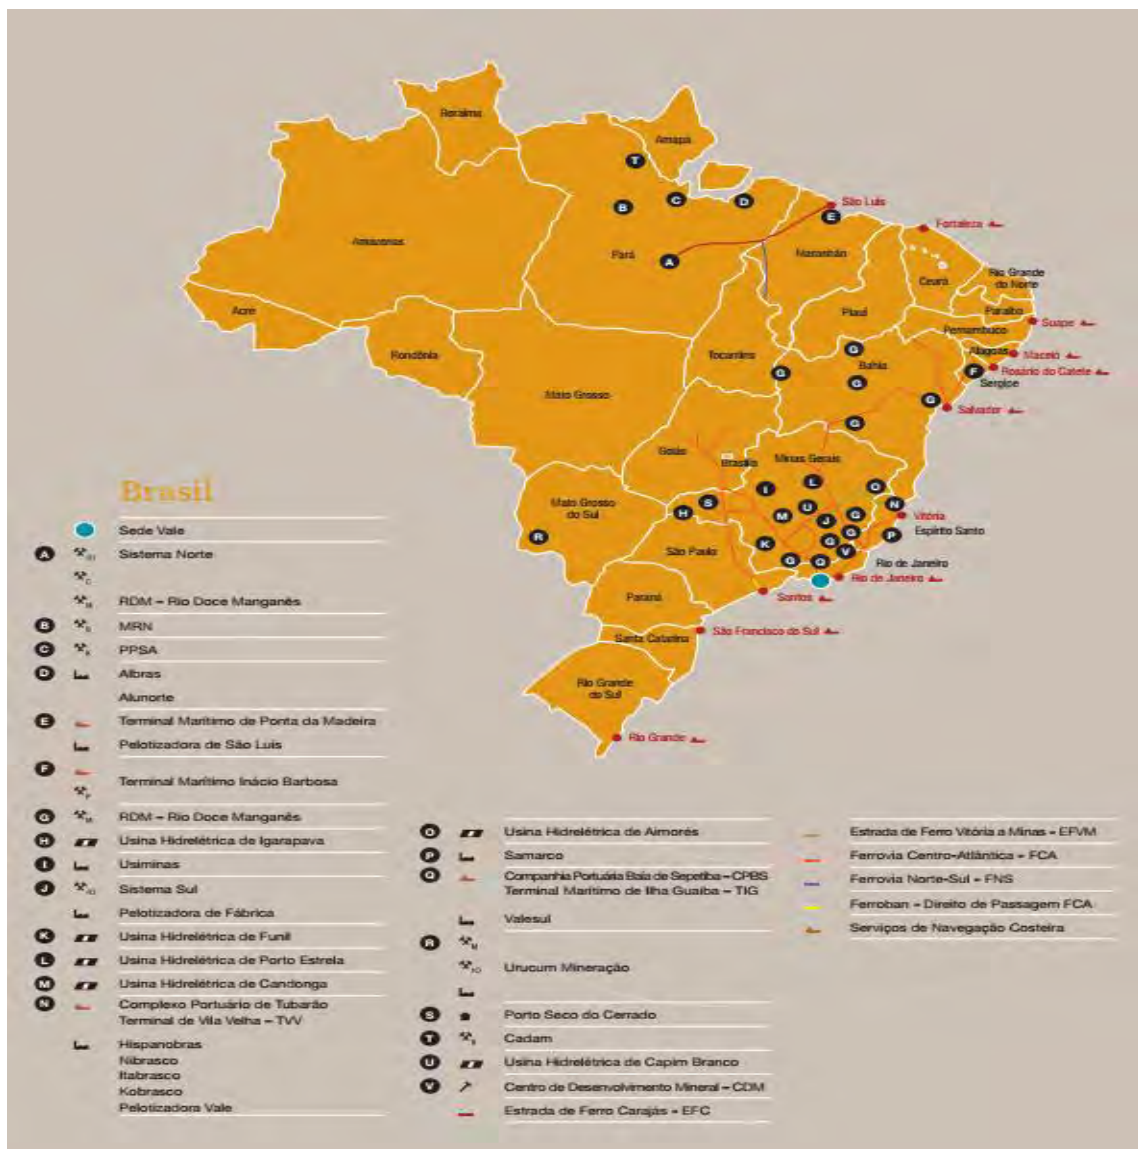 Roraima
Amapá
T
B
C
D
E
São Luís
Fortaleza
Amazonas
Pará
A
Maranhão
Ceará
Rio Grande
do Norte
Acre
Piauí
Paraíba
Suape
Pernambuco
Rondônia
Tocantins
G
Bahia
Alagoas
Maceió
G
G
F
Rosário do Catete
Sergipe
Mato Grosso
G
Salvador
G
Goiás
Brasília
Minas Gerais
Mato Grosso
do Sul
H
S
I
L
O
N
Vitória
M
U
J
G
P
Espírito Santo
R
São Paulo
K
G
G
V
G
Q
Rio de Janeiro
Rio de Janeiro
Paraná
Santos
Santa Catarina
São Francisco do Sul
Rio Grande
do Sul
Rio Grande
Brasil
Sede Vale
A Sistema Norte
C
M RDM – Rio Doce Manganês
B MRN
C PPSA
D Albras
Alunorte
E Terminal Marítimo de Ponta da Madeira
Pelotizadora de São Luís
F Terminal Marítimo Inácio Barbosa
P
G M RDM – Rio Doce Manganês
H Usina Hidrelétrica de Igarapava
I Usiminas
J Sistema Sul
Pelotizadora de Fábrica
K Usina Hidrelétrica de Funil
L Usina Hidrelétrica de Porto Estrela
M Usina Hidrelétrica de Candonga
N Complexo Portuário de Tubarão
Terminal de Vila Velha – TVV
Hispanobras
Nibrasco
Itabrasco
Kobrasco
Pelotizadora Vale
O Usina Hidrelétrica de Aimorés
P Samarco
Q Companhia Portuária Baía de Sepetiba – CPBS
Terminal Marítimo de Ilha Guaíba – TIG
Valesul
R M
Urucum Mineração
S Porto Seco do Cerrado
T Cadam
U Usina Hidrelétrica de Capim Branco
V Centro de Desenvolvimento Mineral – CDM
Estrada de Ferro Carajás – EFC
Estrada de Ferro Vitória a Minas – EFVM
Ferrovia Centro-Atlântica – FCA
Ferrovia Norte-Sul – FNS
Ferroban – Direito de Passagem FCA
Serviços de Navegação Costeira